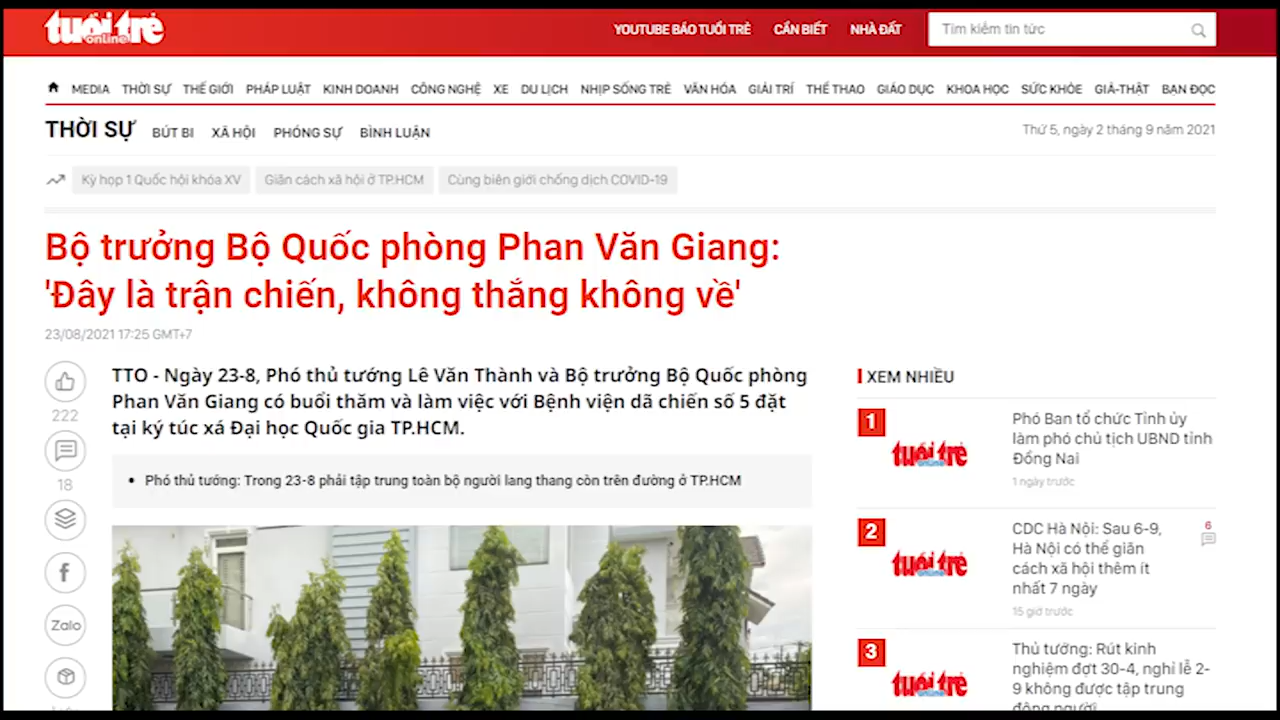 tuổi trẻ
online
YOUTUBE BÁO TUỔI TRẺ CẦN BIẾT NHÀ ĐẤT
Tìm kiếm tin tức
MEDIA THỜI SỰ THẾ GIỚI PHÁP LUẬT KINH DOANH CÔNG NGHỆ XE DU LỊCH NHỊP SỐNG TRẺ VĂN HÓA GIẢI TRÍ THỂ THAO GIÁO DỤC KHOA HỌC SỨC KHỎE GIẢ-THẬT BẠN ĐỌC
THỜI SỰ BÚT BI XÃ HỘI PHÓNG SỰ BÌNH LUẬN
Thứ 5, ngày 2 tháng 9 năm 2021
Kỳ họp 1 Quốc hội khóa XV Giãn cách xã hội ở TP.HCM Cùng biên giới chống dịch COVID-19
Bộ trưởng Bộ Quốc phòng Phan Văn Giang:
'Đây là trận chiến, không thắng không về'
23/08/2021 17:25 GMT+7
222
18
Zalo
TTO - Ngày 23-8, Phó thủ tướng Lê Văn Thành và Bộ trưởng Bộ Quốc phòng
Phan Văn Giang có buổi thăm và làm việc với Bệnh viện dã chiến số 5 đặt
tại ký túc xá Đại học Quốc gia TP.HCM.
• Phó thủ tướng: Trong 23-8 phải tập trung toàn bộ người lang thang còn trên đường ở TP.HCM
XEM NHIỀU
1
tuổi trẻ
online
Phó Ban tổ chức Tỉnh ủy
làm phó chủ tịch UBND tỉnh
Đồng Nai
1 ngày trước
2
tuổi trẻ
online
CDC Hà Nội: Sau 6-9,
Hà Nội có thể giãn
cách xã hội thêm ít
nhất 7 ngày
15 giờ trước
6
3
tuổi trẻ
online
Thủ tướng: Rút kinh
nghiệm đợt 30-4, nghỉ lễ 2-
9 không được tập trung
đông người